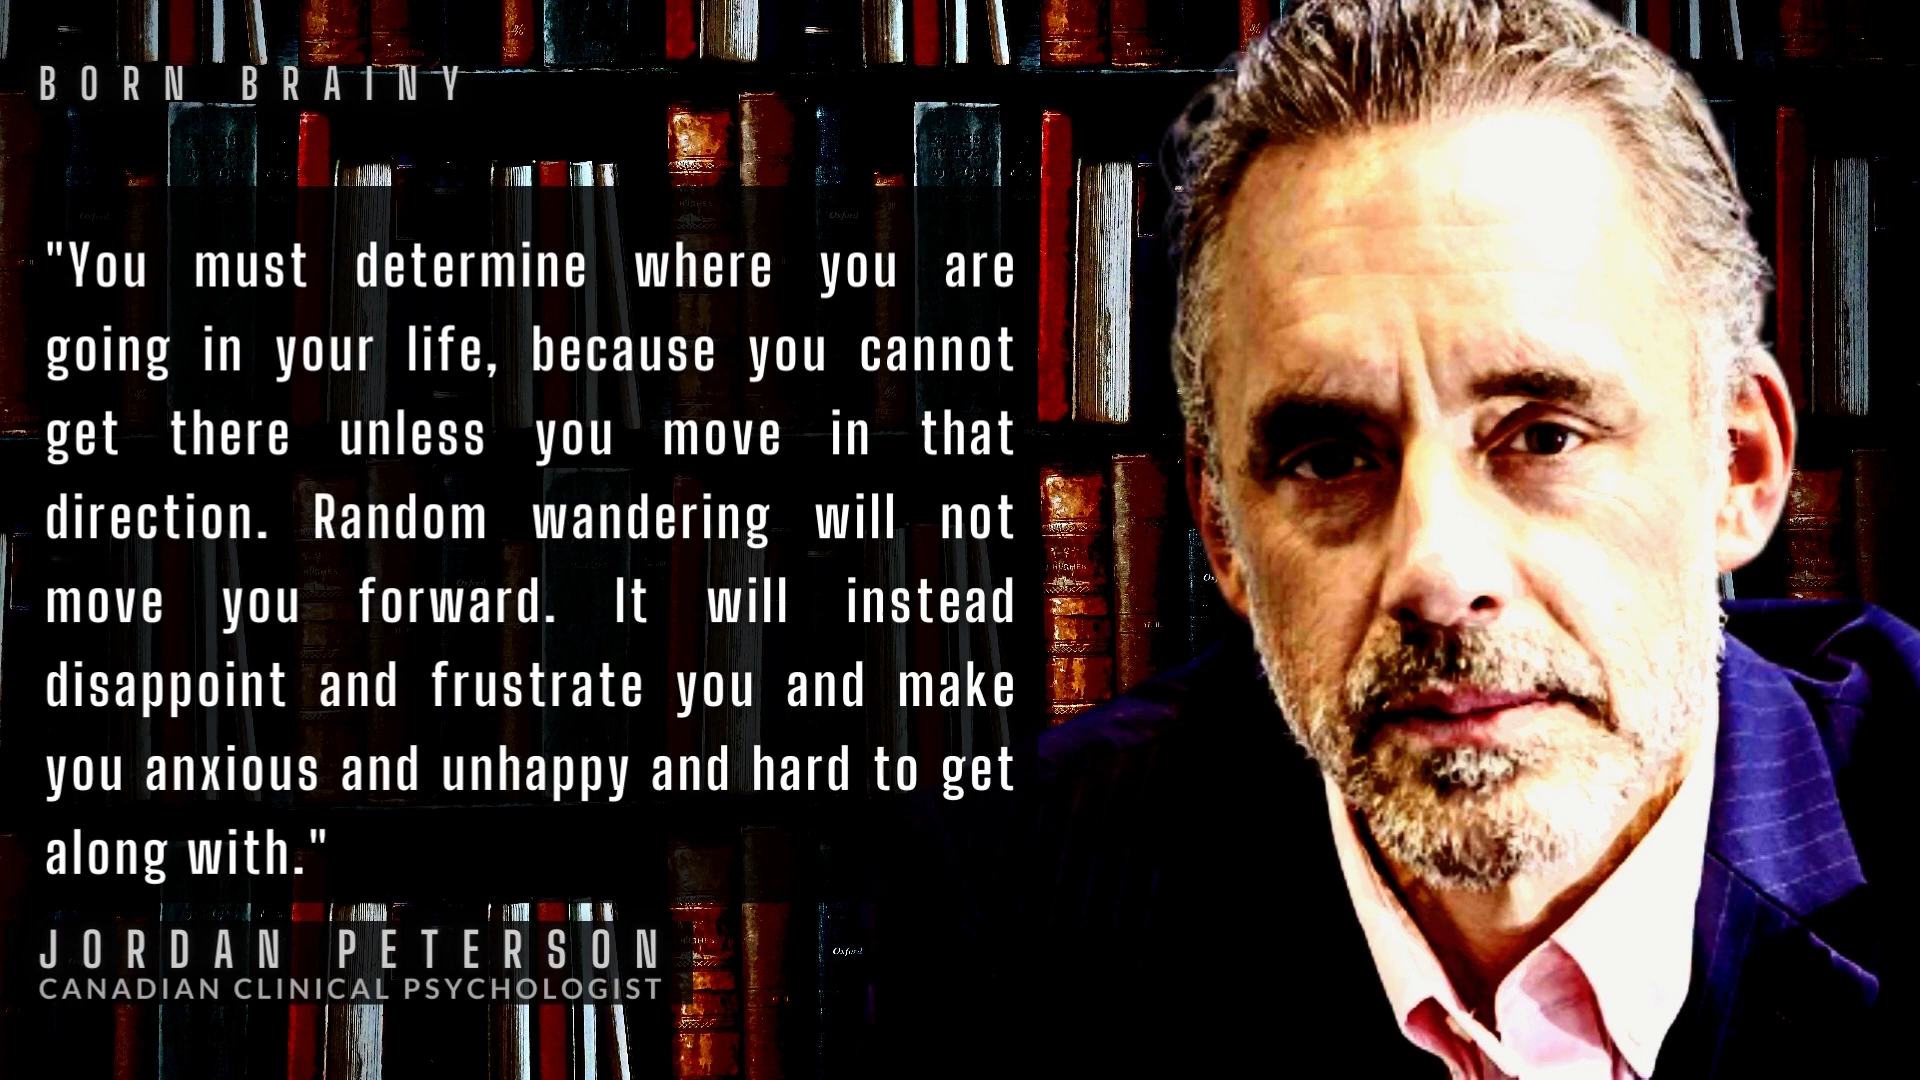 BORN BRAINY
"You must determine where you are
going in your life, because you cannot
get there unless you move in that
direction. Random wandering will not
move you forward. It will instead
disappoint and frustrate you and make
you anxious and unhappy and hard to get
along with."
JORDAN PETERSON
CANADIAN CLINICAL PSYCHOLOGIST
Oxford